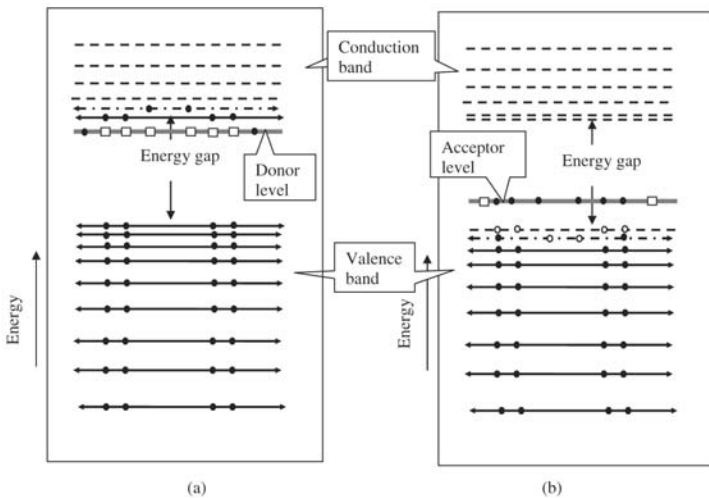 Conduction
band
Energy gap
Donor
level
Acceptor
level
Energy gap
Valence
band
Energy
Energy
(a)
(b)